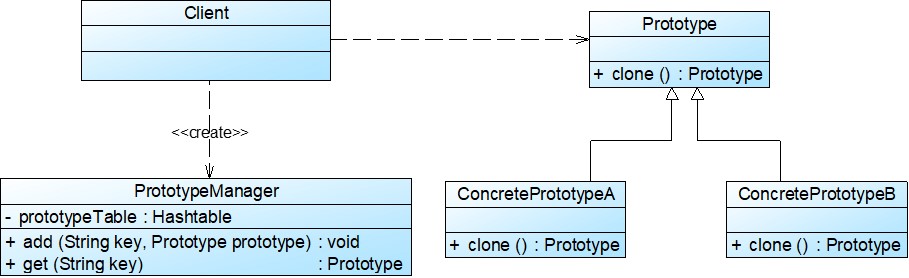 Client
Prototype
+ clone () : Prototype
<<create>>
PrototypeManager
- prototypeTable : Hashtable
+ add (String key, Prototype prototype) : void
+ get (String key) : Prototype
ConcretePrototypeA
+ clone () : Prototype
ConcretePrototypeB
+ clone () : Prototype